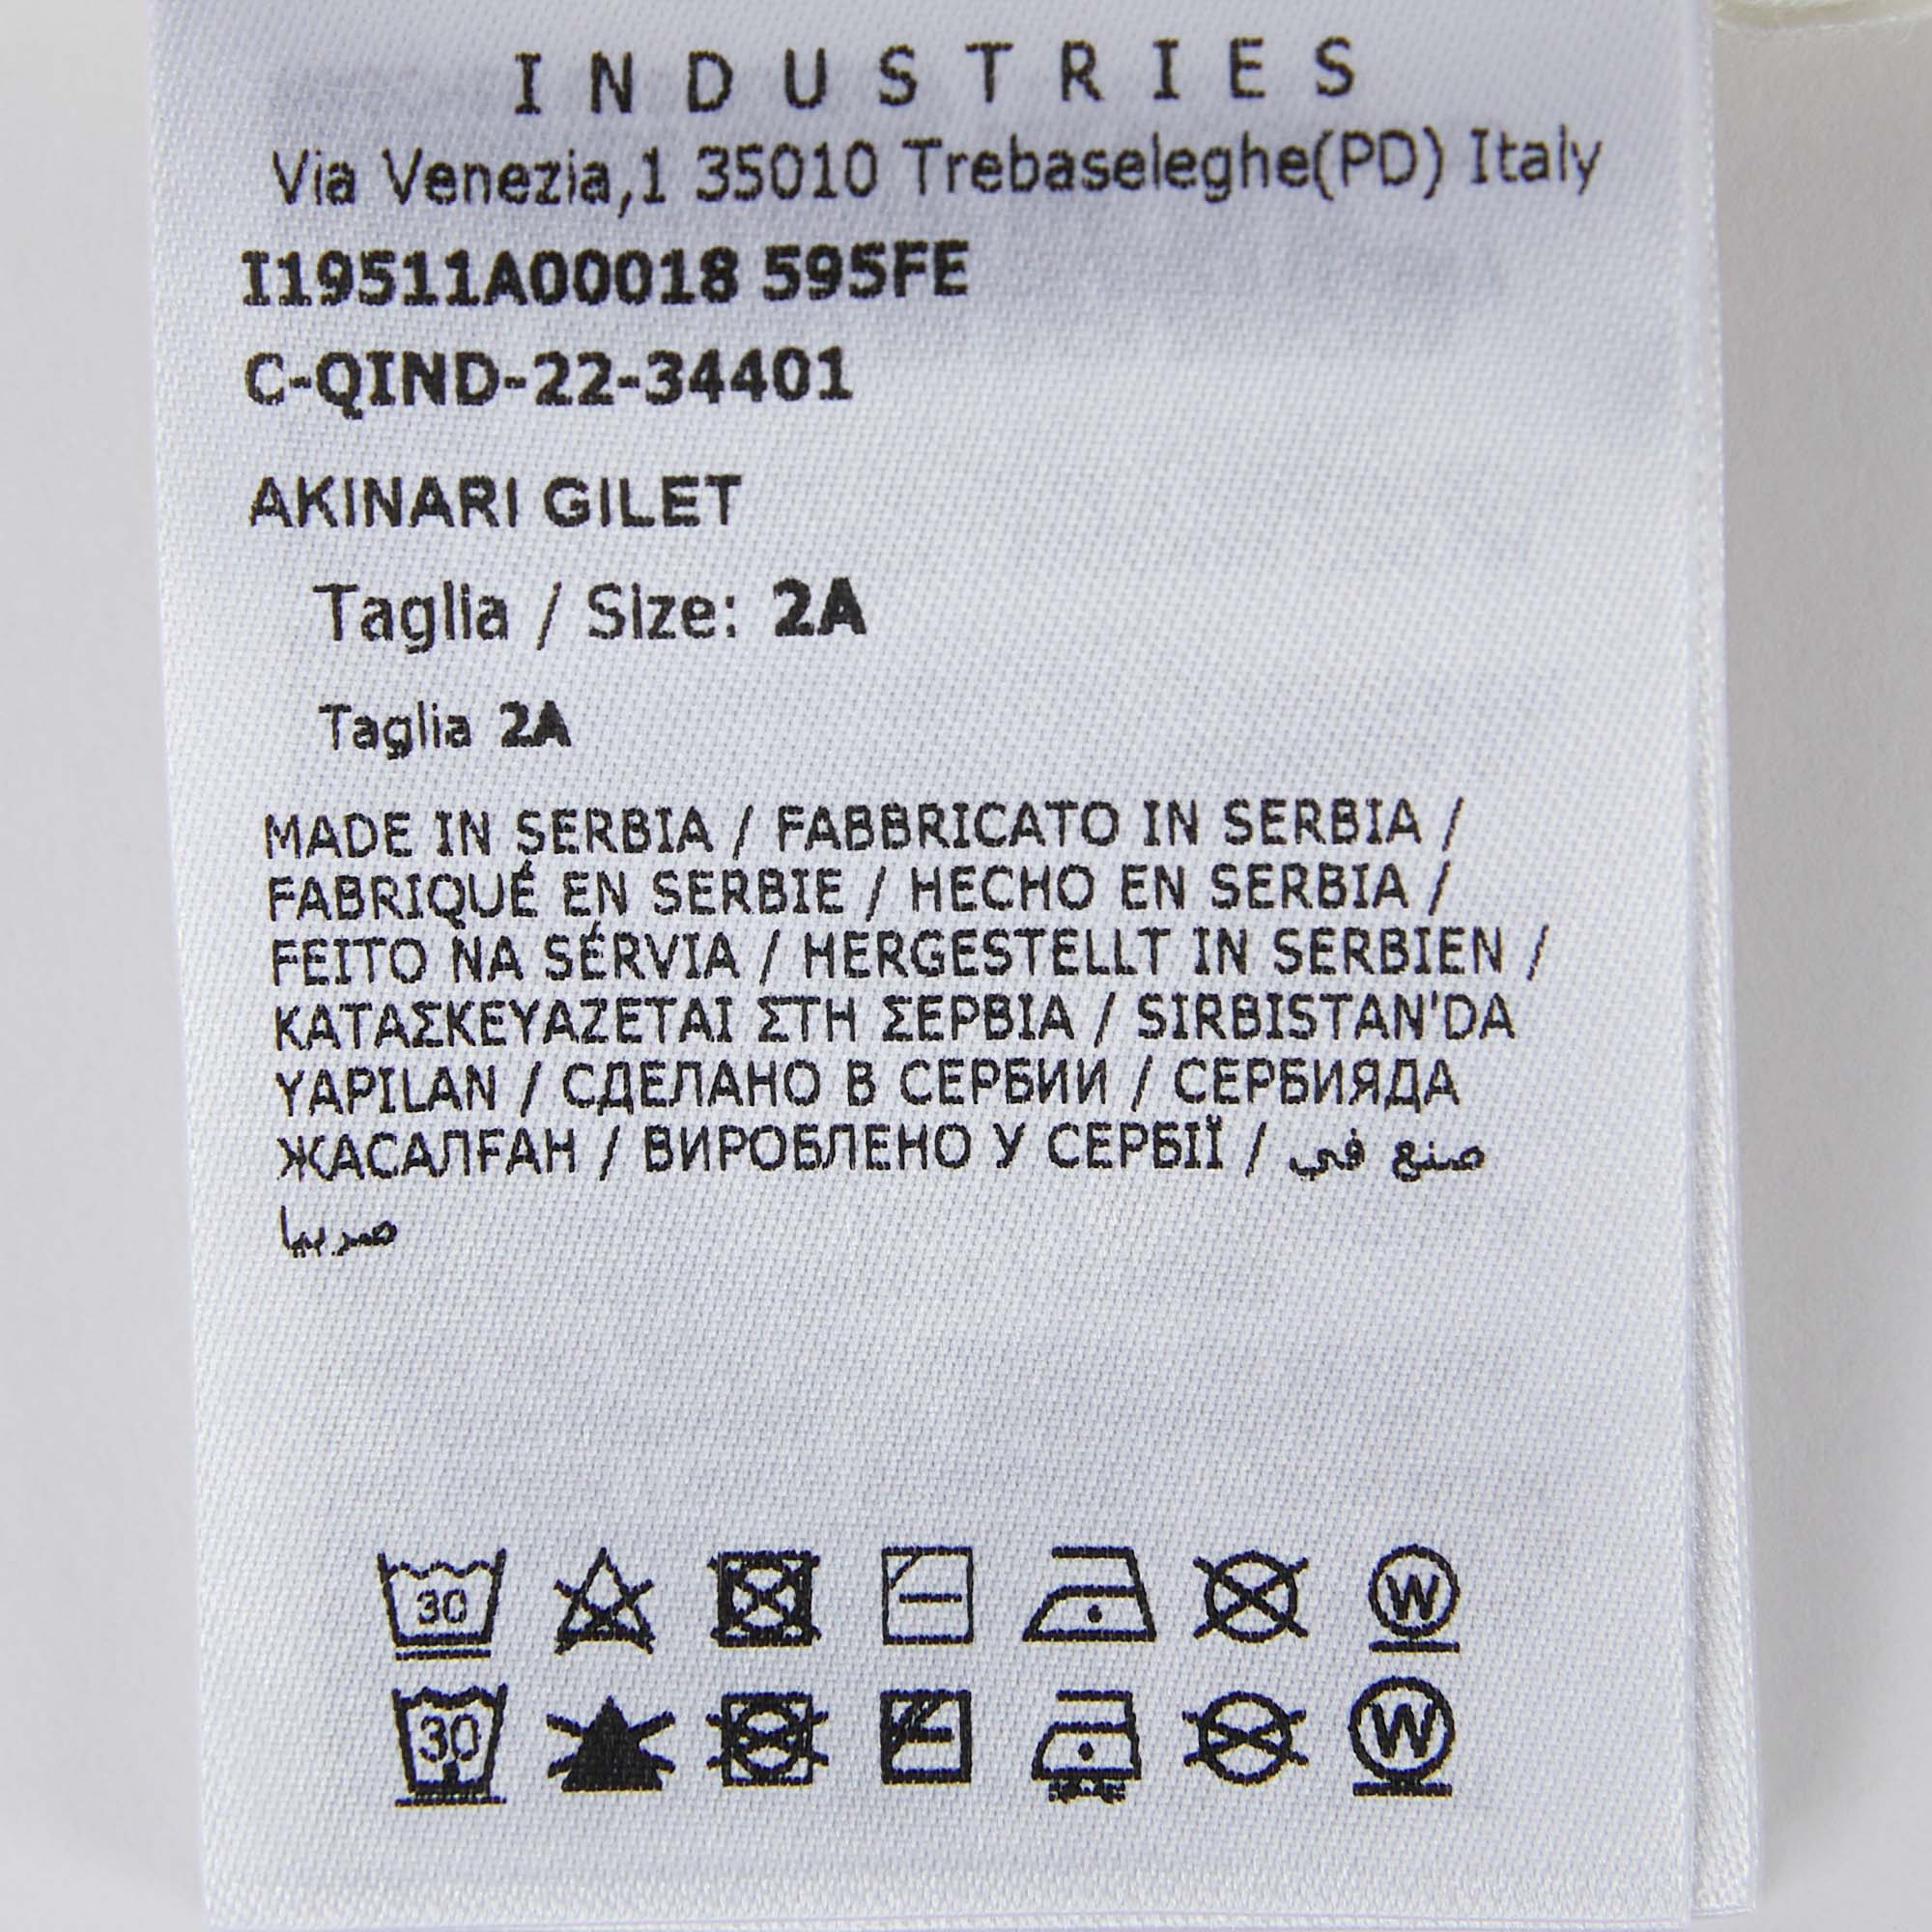 INDUSTRIES
Via Venezia,1 35010 Trebaseleghe(PD) Italy
I19511A00018 595FE
C-QIND-22-34401
AKINARI GILET
Taglia / Size: 2A
Taglia 2A
MADE IN SERBIA / FABBRICATO IN SERBIA /
FABRIQUÉ EN SERBIE / HECHO EN SERBIA /
FEITO NA SÉRVIA / HERGESTELLT IN SERBIEN /
ΚΑΤΑΣΚΕΥΑΖΕΤΑΙ ΣΤΗ ΣΕΡΒΙΑ / SIRBISTAN'DA
YAPILAN / СДЕЛАНО В СЕРБИИ / СЕРБИЯДА
ЖАСАЛҒАН / ВИРОБЛЕНО У СЕРБІЇ / صنع في
صربيا
30 W
30 W